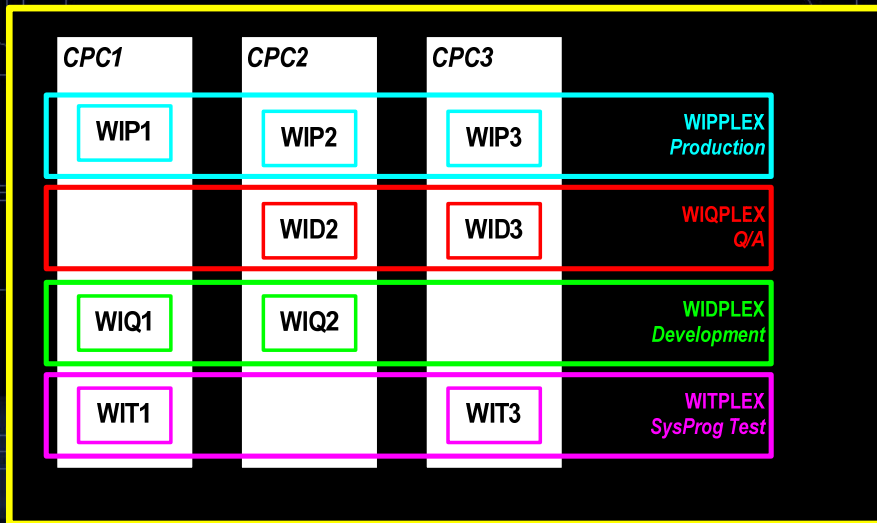 CPC1
CPC2
CPC3
WIP1
WIP2
WIP3
WIPPLEX
Production
WID2
WID3
WIQPLEX
Q/A
WIQ1
WIQ2
WIDPLEX
Development
WIT1
WIT3
WITPLEX
SysProg Test